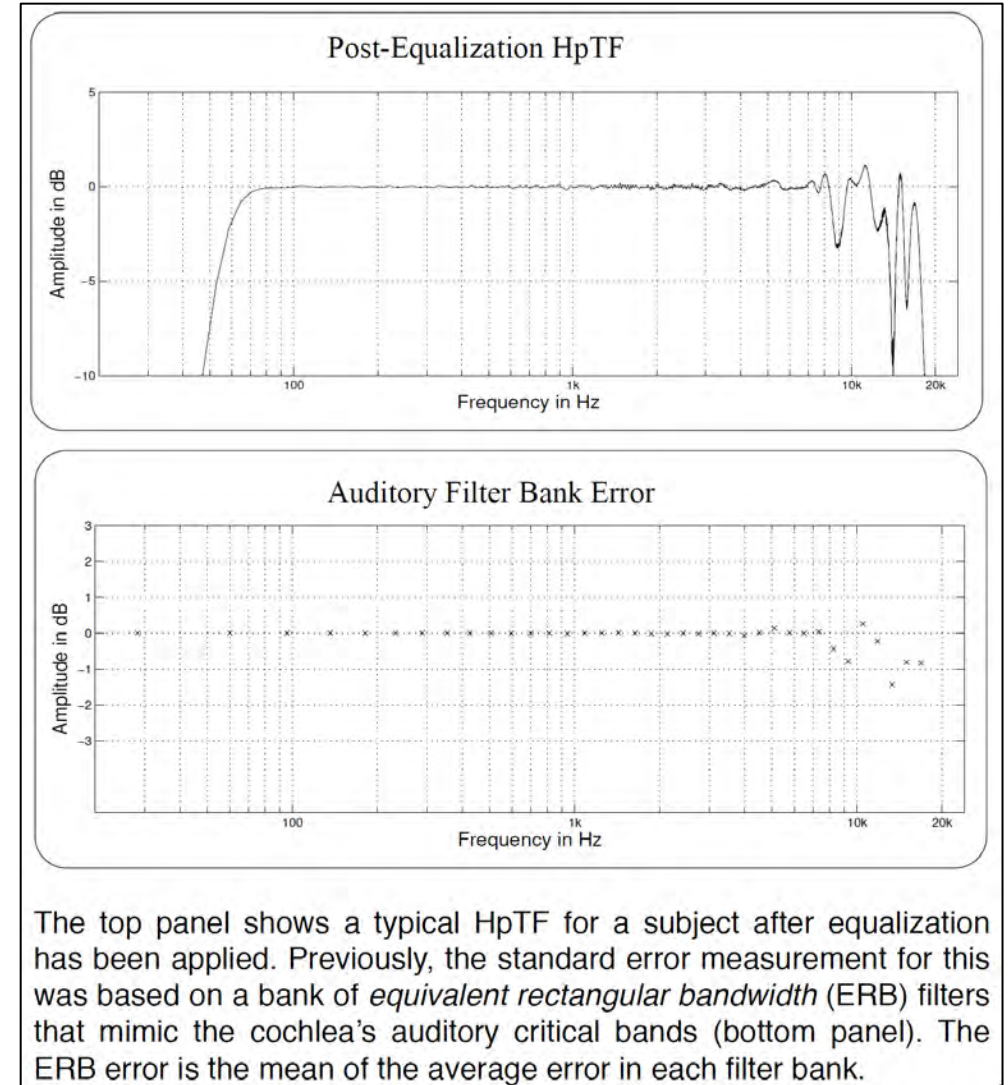 Post-Equalization HpTF
5
0
−5
−10
Amplitude in dB
100
1k
10k
20k
Frequency in Hz
Auditory Filter Bank Error
3
2
1
0
−1
−2
−3
Amplitude in dB
100
1k
10k
20k
Frequency in Hz
The top panel shows a typical HpTF for a subject after equalization
has been applied. Previously, the standard error measurement for this
was based on a bank of equivalent rectangular bandwidth (ERB) filters
that mimic the cochlea's auditory critical bands (bottom panel). The
ERB error is the mean of the average error in each filter bank.